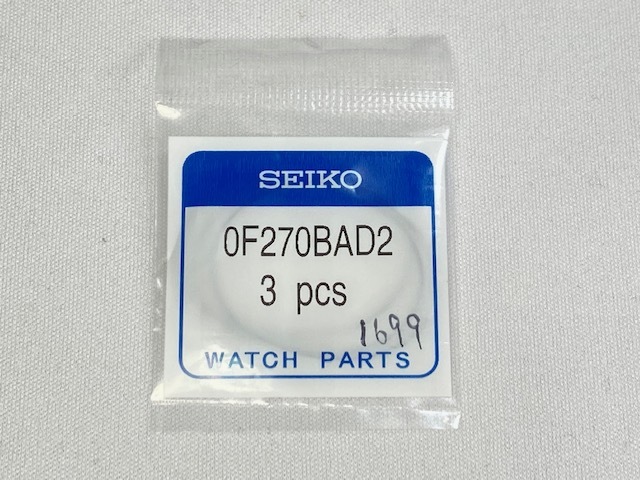 SEIKO
0F270BAD2
3 pcs
1699
WATCH PARTS